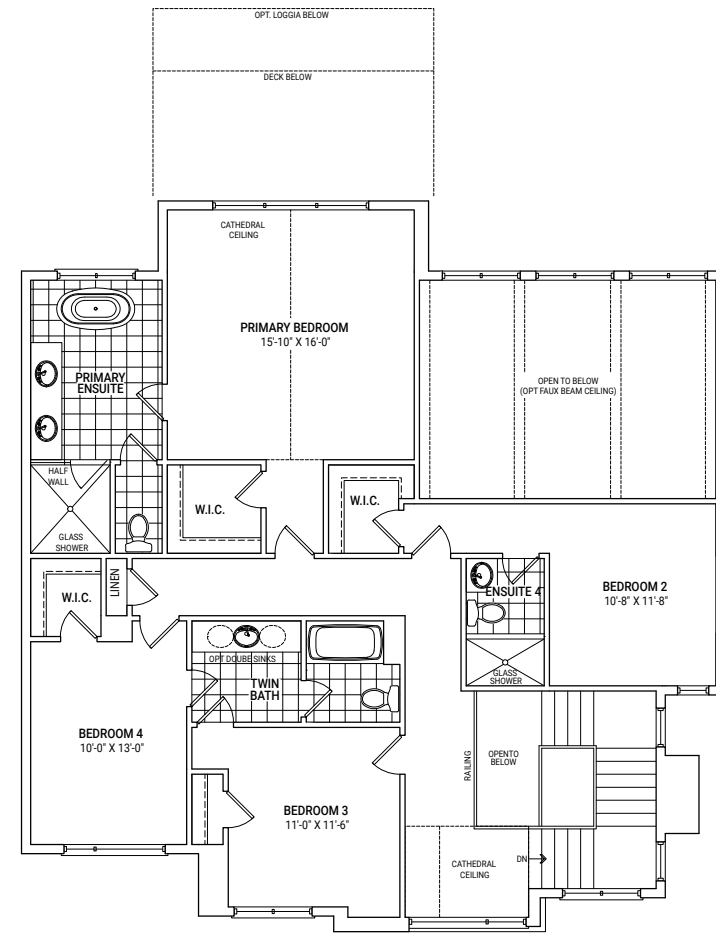 OPT. LOGGIA BELOW
DECK BELOW
CATHEDRAL
CEILING
PRIMARY BEDROOM
15'-10" X 16'-0"
PRIMARY
ENSUITE
OPEN TO BELOW
(OPT FAUX BEAM CEILING)
HALF
WALL
GLASS
SHOWER
W.I.C.
W.I.C.
W.I.C.
LINEN
ENSUITE 4
BEDROOM 2
10'-8" X 11'-8"
GLASS
SHOWER
OPT DOUBE SINKS
TWIN
BATH
BEDROOM 4
10'-0" X 13'-0"
BEDROOM 3
11'-0" X 11'-6"
RAILING
OPENTO
BELOW
CATHEDRAL
CEILING
DN